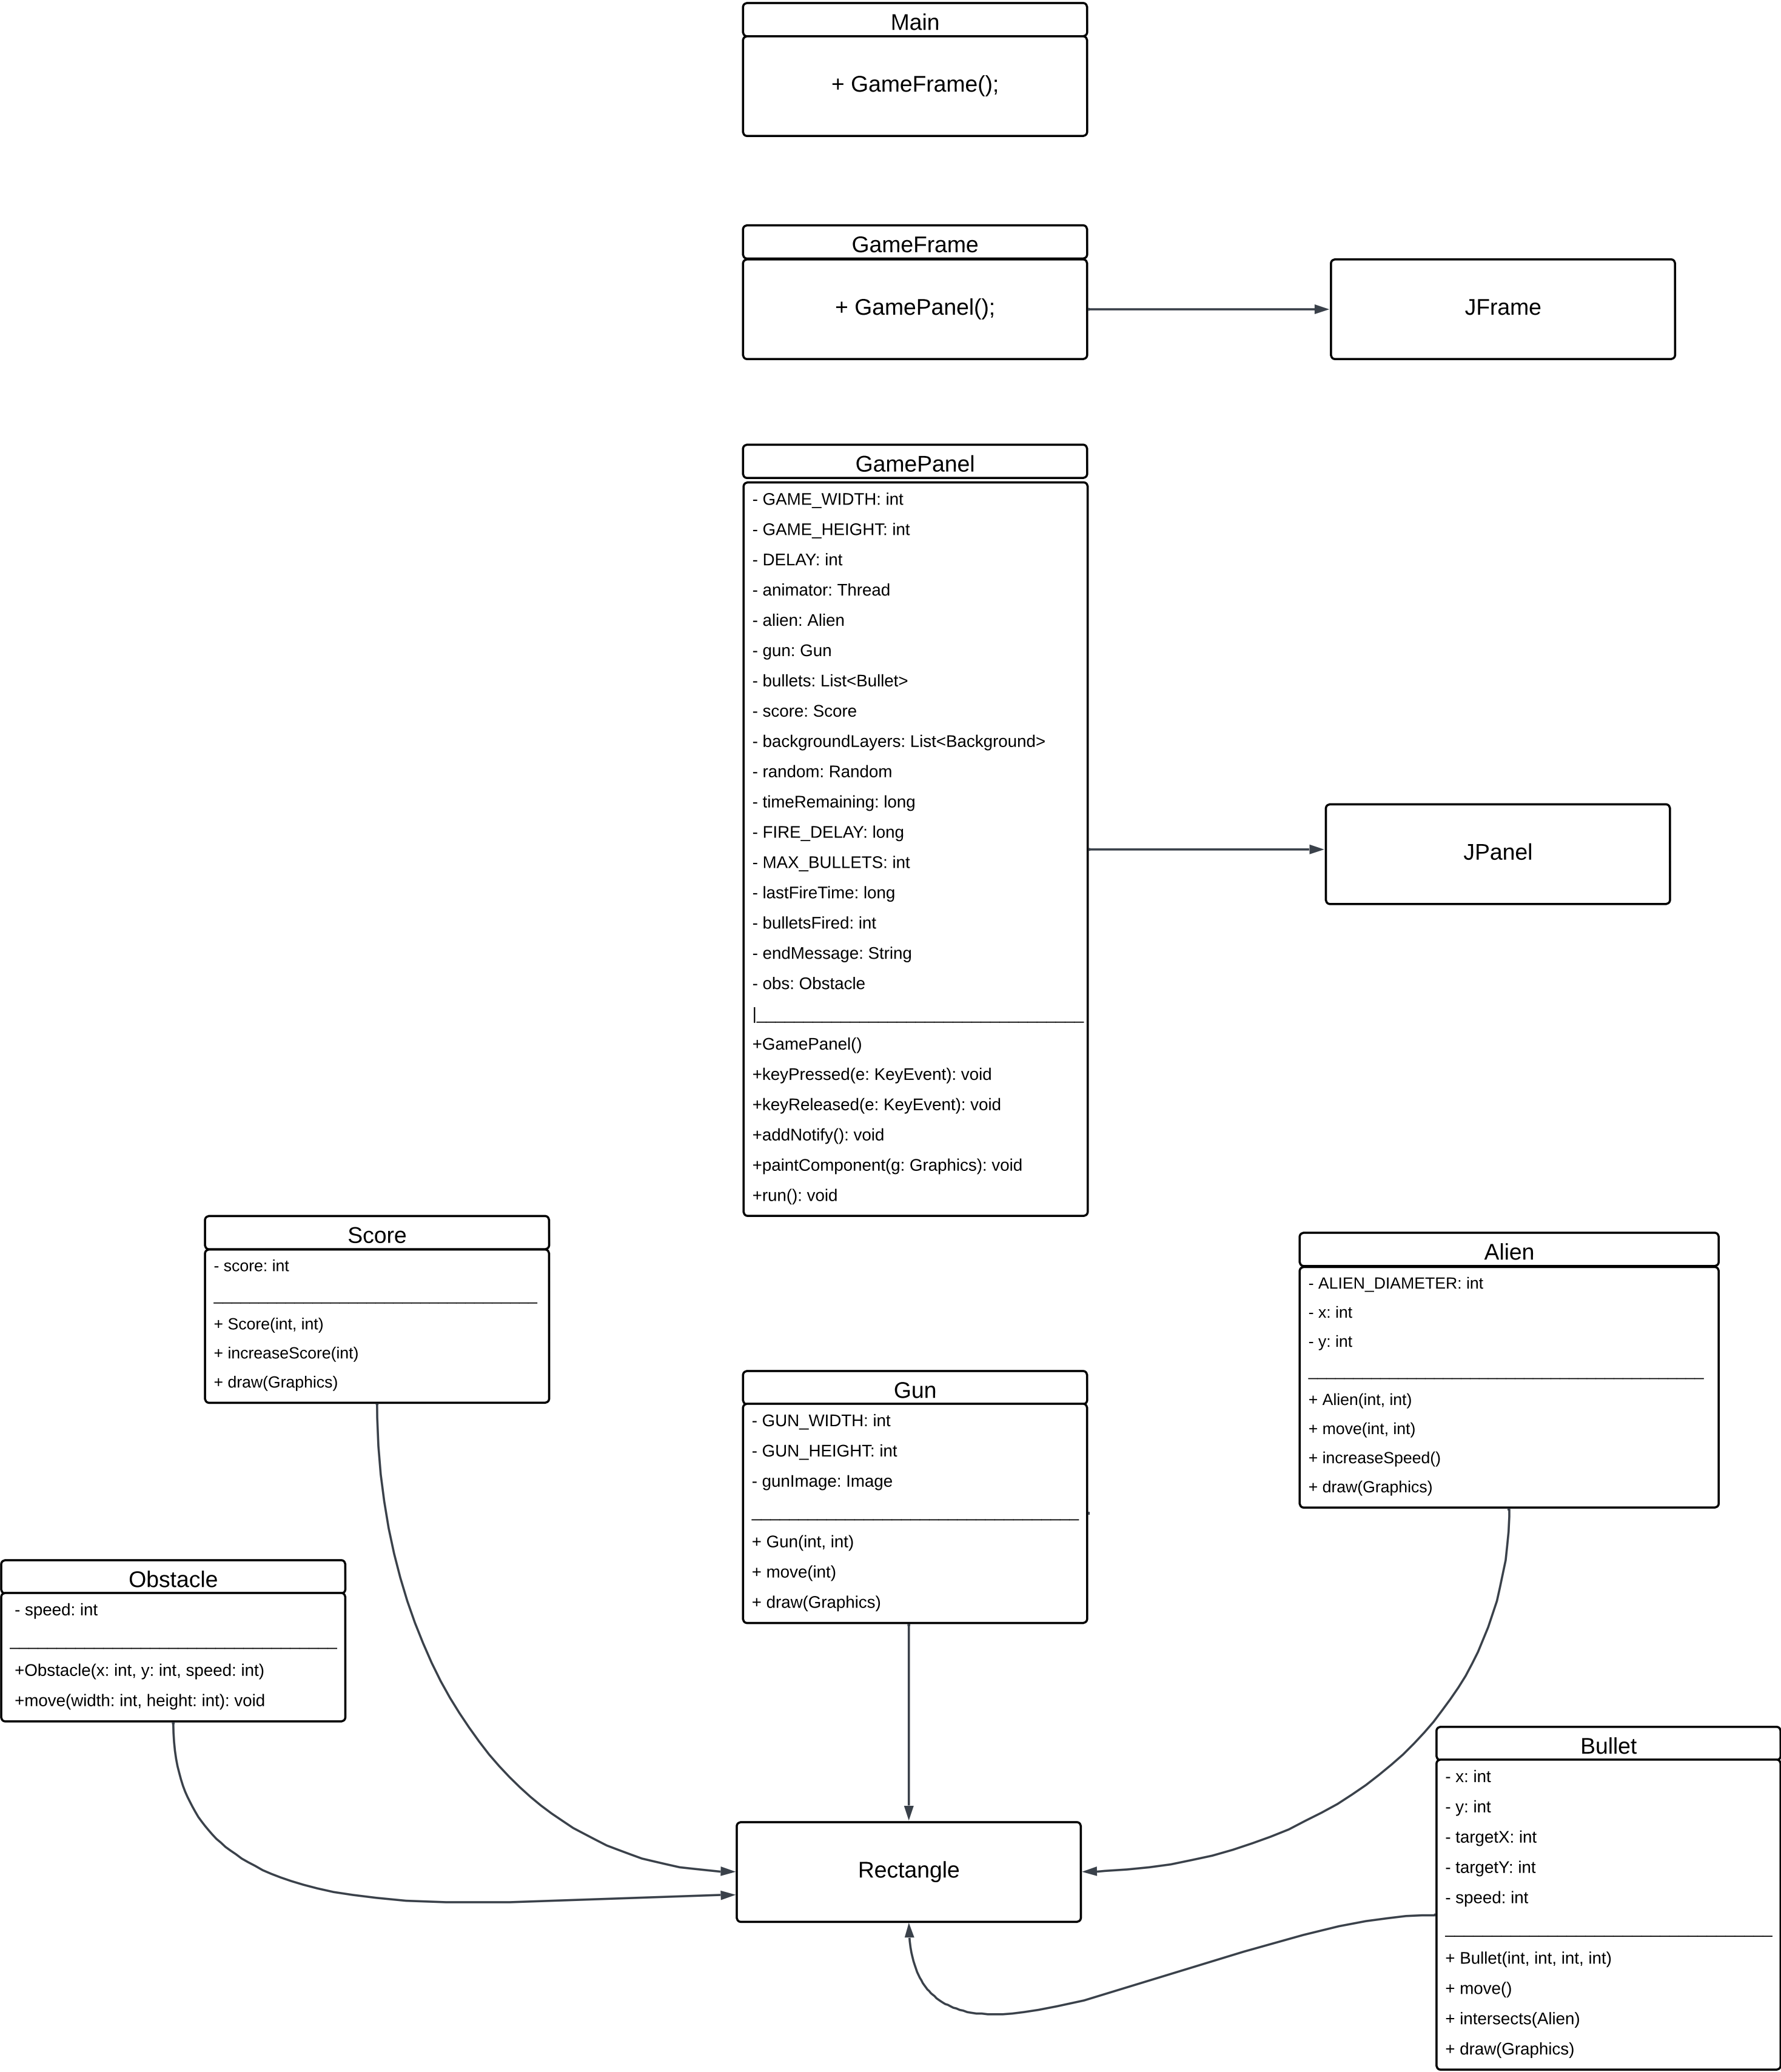 Main
+ GameFrame();
GameFrame
+ GamePanel();
JFrame
GamePanel
- GAME_WIDTH: int
- GAME_HEIGHT: int
- DELAY: int
- animator: Thread
- alien: Alien
- gun: Gun
- bullets: List<Bullet>
- score: Score
- backgroundLayers: List<Background>
- random: Random
- timeRemaining: long
- FIRE_DELAY: long
- MAX_BULLETS: int
- lastFireTime: long
- bulletsFired: int
- endMessage: String
- obs: Obstacle
+GamePanel()
+keyPressed(e: KeyEvent): void
+keyReleased(e: KeyEvent): void
+addNotify(): void
+paintComponent(g: Graphics): void
+run(): void
JPanel
Score
- score: int
+ Score(int, int)
+ increaseScore(int)
+ draw(Graphics)
Alien
- ALIEN_DIAMETER: int
- x: int
- y: int
+ Alien(int, int)
+ move(int, int)
+ increaseSpeed()
+ draw(Graphics)
Gun
- GUN_WIDTH: int
- GUN_HEIGHT: int
- gunImage: Image
+ Gun(int, int)
+ move(int)
+ draw(Graphics)
Obstacle
- speed: int
+Obstacle(x: int, y: int, speed: int)
+move(width: int, height: int): void
Rectangle
Bullet
- x: int
- y: int
- targetX: int
- targetY: int
- speed: int
+ Bullet(int, int, int, int)
+ move()
+ intersects(Alien)
+ draw(Graphics)